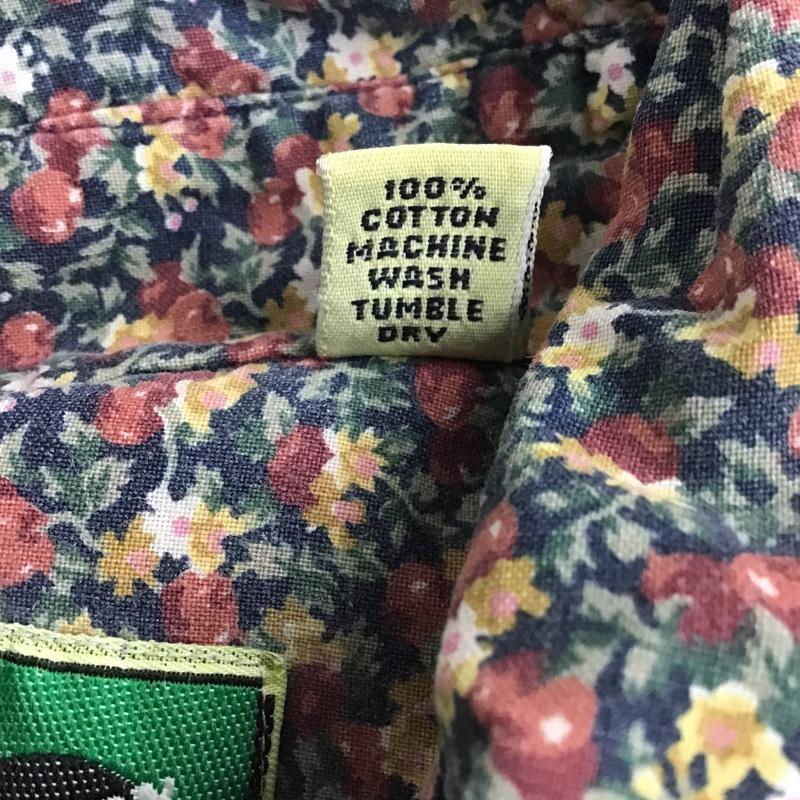 100%
COTTON
MACHINE
WASH
TUMBLE
DRY